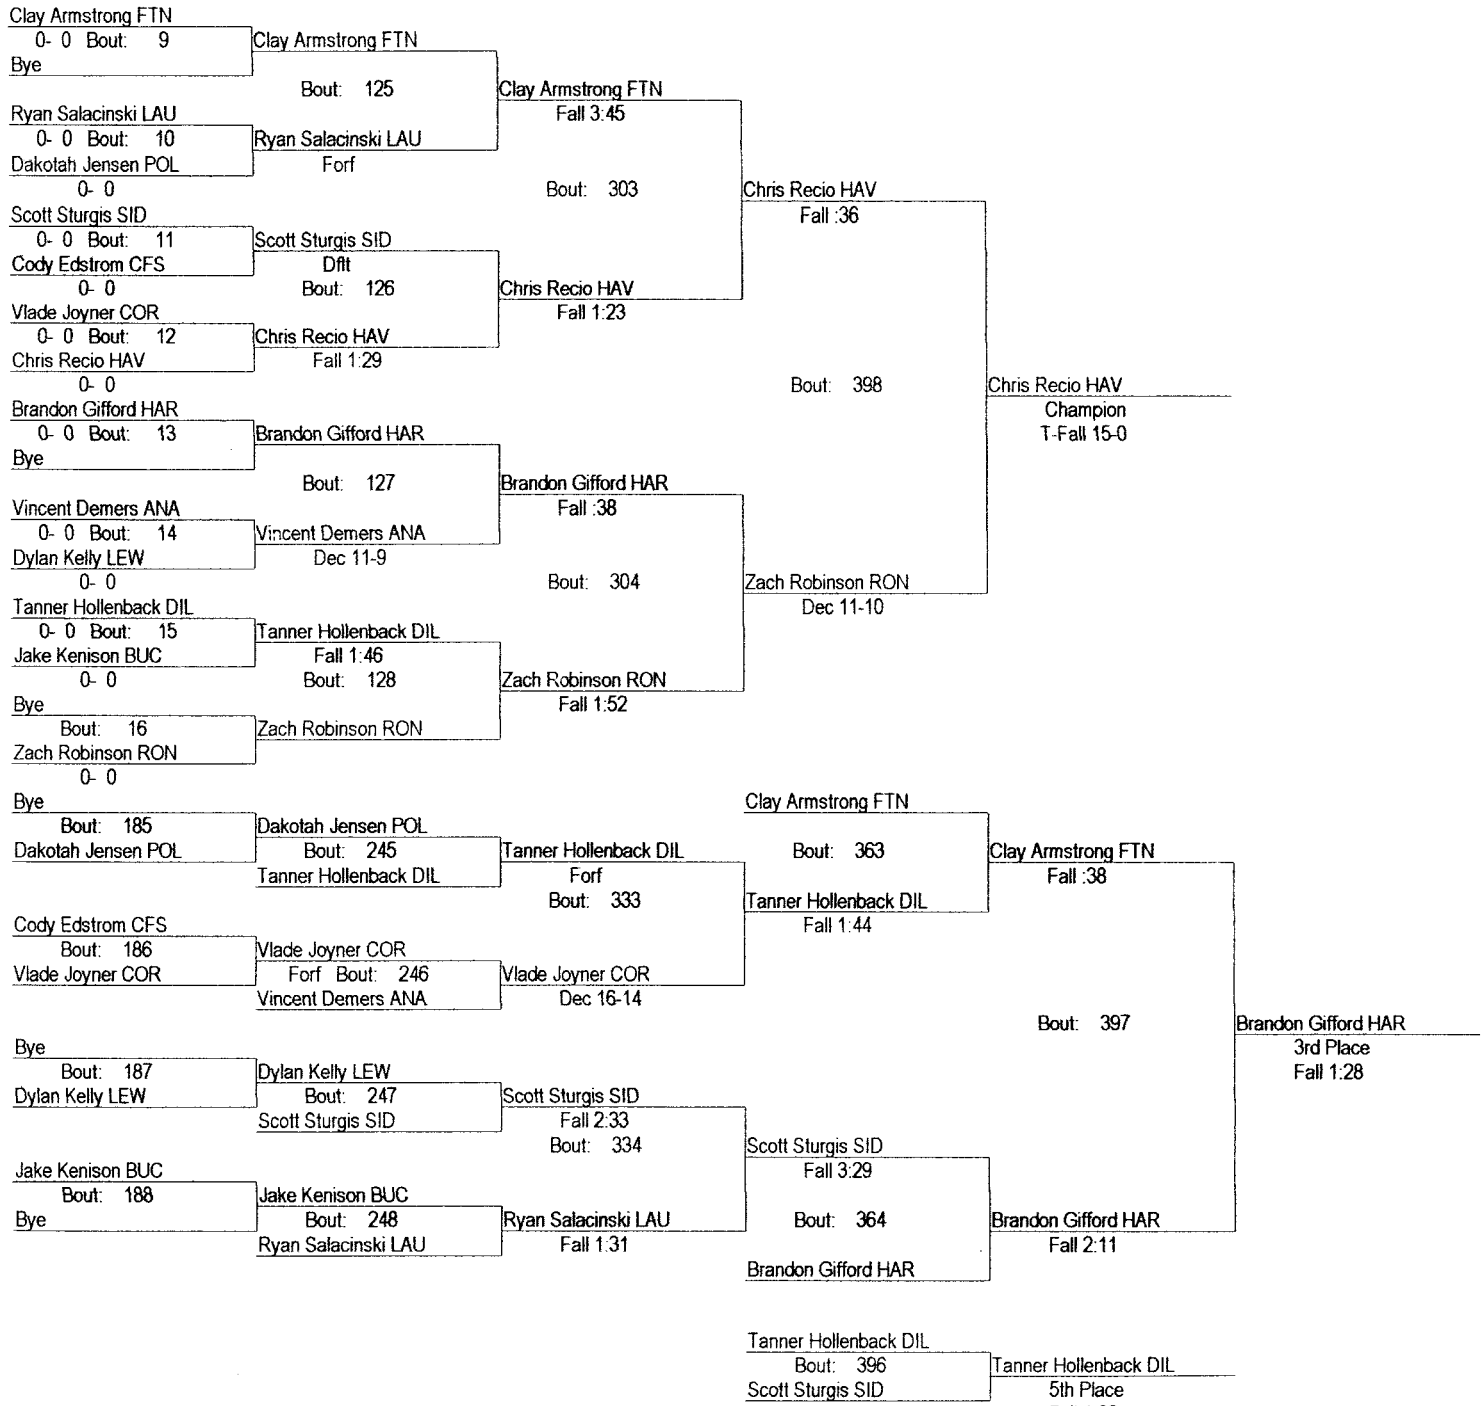 Clay Armstrong FTN
0- 0 Bout: 9
Bye
Clay Armstrong FTN
Bout: 125
Ryan Salacinski LAU
0- 0 Bout: 10
Dakotah Jensen POL
0- 0
Ryan Salacinski LAU
Forf
Clay Armstrong FTN
Fall 3:45
Bout: 303
Scott Sturgis SID
0- 0 Bout: 11
Cody Edstrom CFS
0- 0
Scott Sturgis SID
Dflt
Bout: 126
Vlade Joyner COR
0- 0 Bout: 12
Chris Recio HAV
0- 0
Chris Recio HAV
Fall 1:29
Chris Recio HAV
Fall 1:23
Chris Recio HAV
Fall :36
Bout: 398
Chris Recio HAV
Champion
T-Fall 15-0
Brandon Gifford HAR
0- 0 Bout: 13
Bye
Brandon Gifford HAR
Bout: 127
Vincent Demers ANA
0- 0 Bout: 14
Dylan Kelly LEW
0- 0
Vincent Demers ANA
Dec 11-9
Brandon Gifford HAR
Fall :38
Bout: 304
Tanner Hollenback DIL
0- 0 Bout: 15
Jake Kenison BUC
0- 0
Tanner Hollenback DIL
Fall 1:46
Bout: 128
Bye
Bout: 16
Zach Robinson RON
0- 0
Zach Robinson RON
Zach Robinson RON
Fall 1:52
Zach Robinson RON
Dec 11-10
Bye
Bout: 185
Dakotah Jensen POL
Dakotah Jensen POL
Bout: 245
Tanner Hollenback DIL
Tanner Hollenback DIL
Forf
Bout: 333
Cody Edstrom CFS
Bout: 186
Vlade Joyner COR
Vlade Joyner COR
Forf Bout: 246
Vincent Demers ANA
Vlade Joyner COR
Dec 16-14
Clay Armstrong FTN
Bout: 363
Tanner Hollenback DIL
Fall 1:44
Clay Armstrong FTN
Fall :38
Bout: 397
Brandon Gifford HAR
3rd Place
Fall 1:28
Bye
Bout: 187
Dylan Kelly LEW
Dylan Kelly LEW
Bout: 247
Scott Sturgis SID
Scott Sturgis SID
Fall 2:33
Bout: 334
Jake Kenison BUC
Bout: 188
Bye
Jake Kenison BUC
Bout: 248
Ryan Salacinski LAU
Ryan Salacinski LAU
Fall 1:31
Scott Sturgis SID
Fall 3:29
Bout: 364
Brandon Gifford HAR
Brandon Gifford HAR
Fall 2:11
Tanner Hollenback DIL
Bout: 396
Scott Sturgis SID
Tanner Hollenback DIL
5th Place